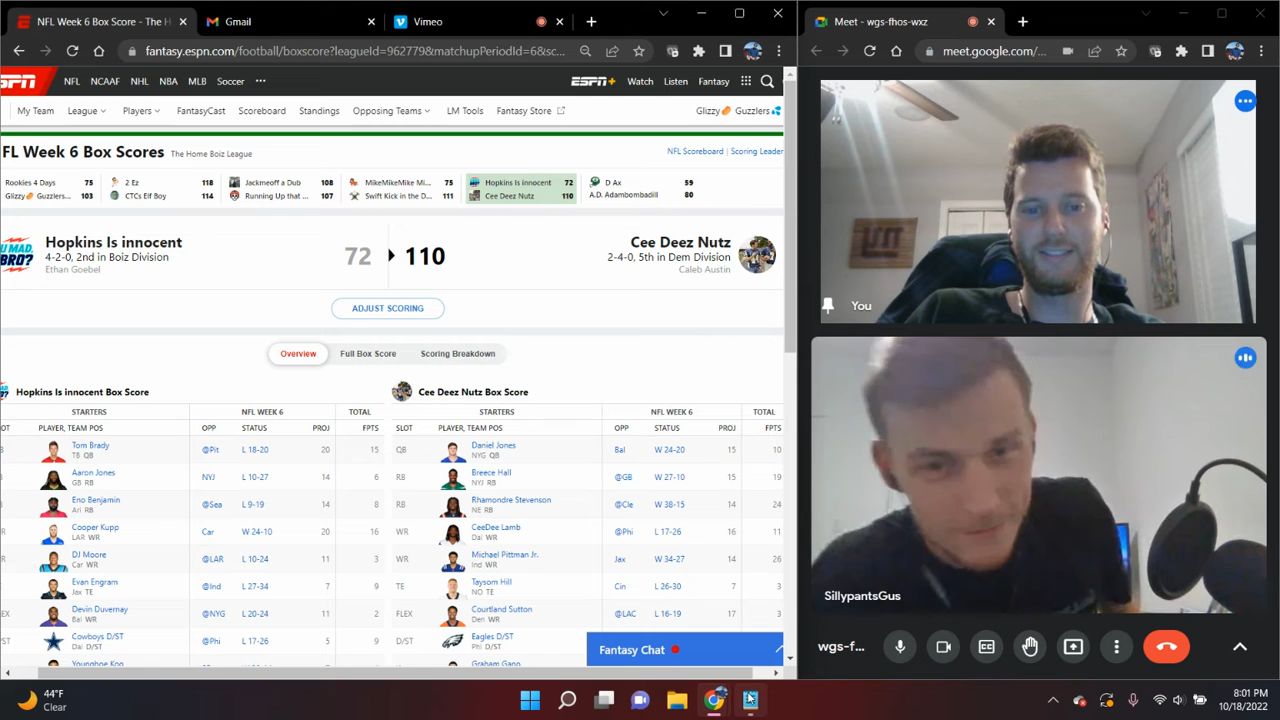 NFL Week 6 Box Score - The H
Gmail
Vimeo
Meet - wgs-fhos-wxz
fantasy.espn.com/football/boxscore?leagueId=962779&matchupPeriodId=6&sc...
meet.google.com/...
NFL NCAAF NHL NBA MLB Soccer ••• ESPN+ Watch Listen Fantasy
My Team League Players FantasyCast Scoreboard Standings Opposing Teams LM Tools Fantasy Store Glizzy Guzzlers
FL Week 6 Box Scores The Home Boiz League NFL Scoreboard | Scoring Leader
Rookies 4 Days 75
Glizzy Guzzlers... 103
2 Ez 118
CTCs Elf Boy 114
Jackmeoff a Dub 108
Running Up that ... 107
MikeMikeMike Mi... 75
Swift Kick in the D... 111
Hopkins Is innocent 72
Cee Deez Nutz 110
D Ax 59
A.D. Adambombadill 80
U MAD, BRO?
Hopkins Is innocent
4-2-0, 2nd in Boiz Division
Ethan Goebel
72 110
Cee Deez Nutz
2-4-0, 5th in Dem Division
Caleb Austin
ADJUST SCORING
Overview Full Box Score Scoring Breakdown
Hopkins Is innocent Box Score
STARTERS NFL WEEK 6 TOTAL
OT PLAYER, TEAM POS OPP STATUS PROJ FPTS
B Tom Brady @Pit L 18-20 20 15
TB QB
B Aaron Jones NYJ L 10-27 14 6
GB RB
B Eno Benjamin @Sea L 9-19 14 8
Ari RB
R Cooper Kupp Car W 24-10 20 16
LAR WR
R DJ Moore @LAR L 10-24 11 3
Car WR
E Evan Engram @Ind L 27-34 7 9
Jax TE
EX Devin Duvernay @NYG L 20-24 11 2
Bal WR
/ST Cowboys D/ST @Phi L 17-26 5 9
Dal D/ST
Younghoe Koo
Cee Deez Nutz Box Score
STARTERS NFL WEEK 6 TOTAL
SLOT PLAYER, TEAM POS OPP STATUS PROJ FPTS
QB Daniel Jones Bal W 24-20 15 10
NYG QB
RB Breece Hall @GB W 27-10 15 19
NYJ RB
RB Rhamondre Stevenson @Cle W 38-15 14 24
NE RB
WR CeeDee Lamb @Phi L 17-26 16 11
Dal WR
WR Michael Pittman Jr. Jax W 34-27 14 26
Ind WR
TE Taysom Hill Cin L 26-30 7 3
NO TE
FLEX Courtland Sutton @LAC L 16-19 17 3
Den WR
D/ST Eagles D/ST
Phi D/ST
Graham Gano
Fantasy Chat
You
SillypantsGus
wgs-f...
44°F
Clear
8:01 PM
10/18/2022